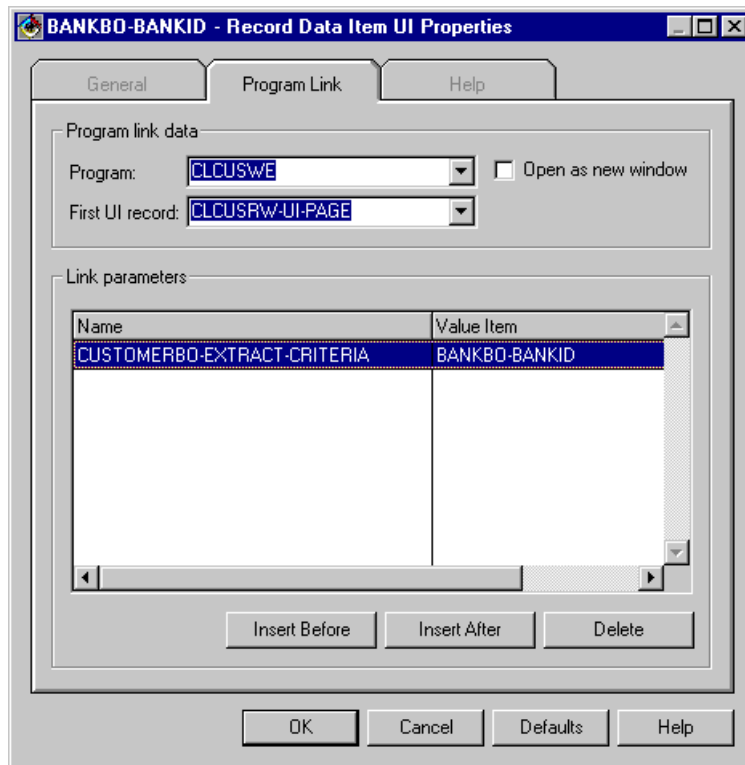 BANKBO-BANKID - Record Data Item UI Properties
General Program Link Help
Program link data
Program: CLCUSWE Open as new window
First UI record: CLCUSRW-UI-PAGE
Link parameters
Name Value Item
CUSTOMERBO-EXTRACT-CRITERIA BANKBO-BANKID
Insert Before Insert After Delete
OK Cancel Defaults Help